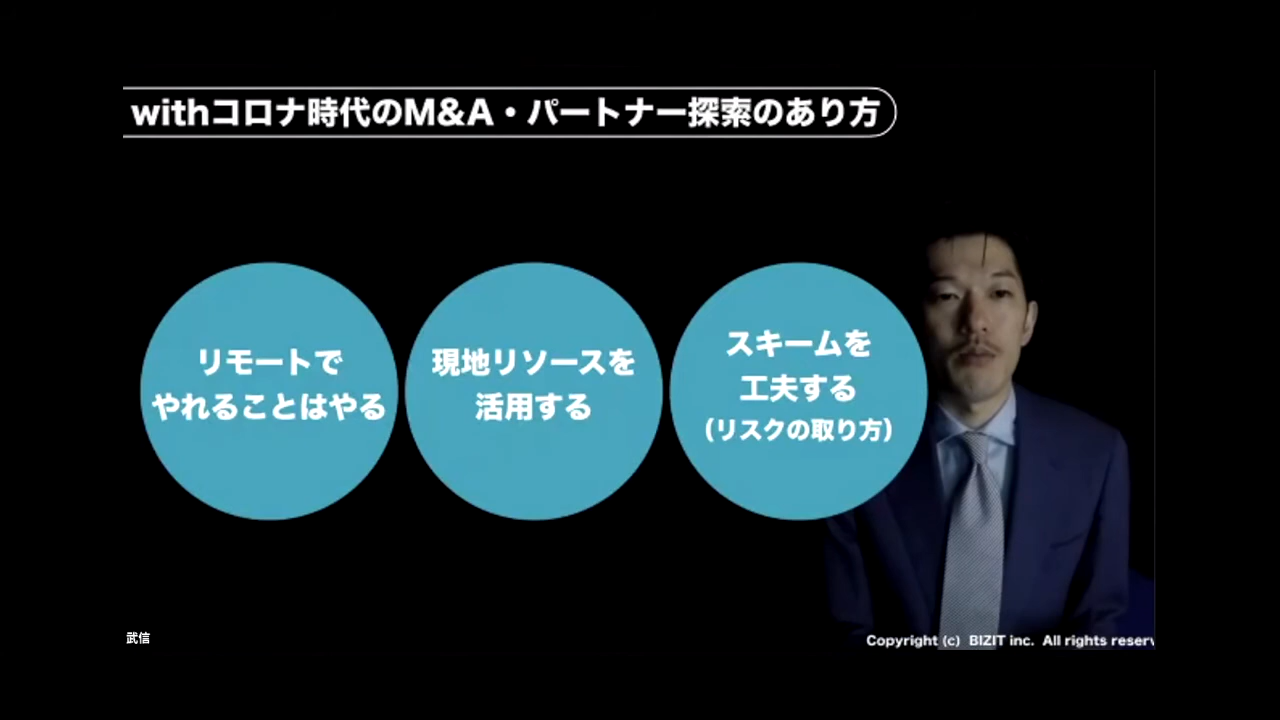 withコロナ時代のM&A・パートナー探索のあり方
リモートで
やれることはやる
現地リソースを
活用する
スキームを
工夫する
(リスクの取り方)
武信
Copyright (c) BIZIT inc. All rights reserv